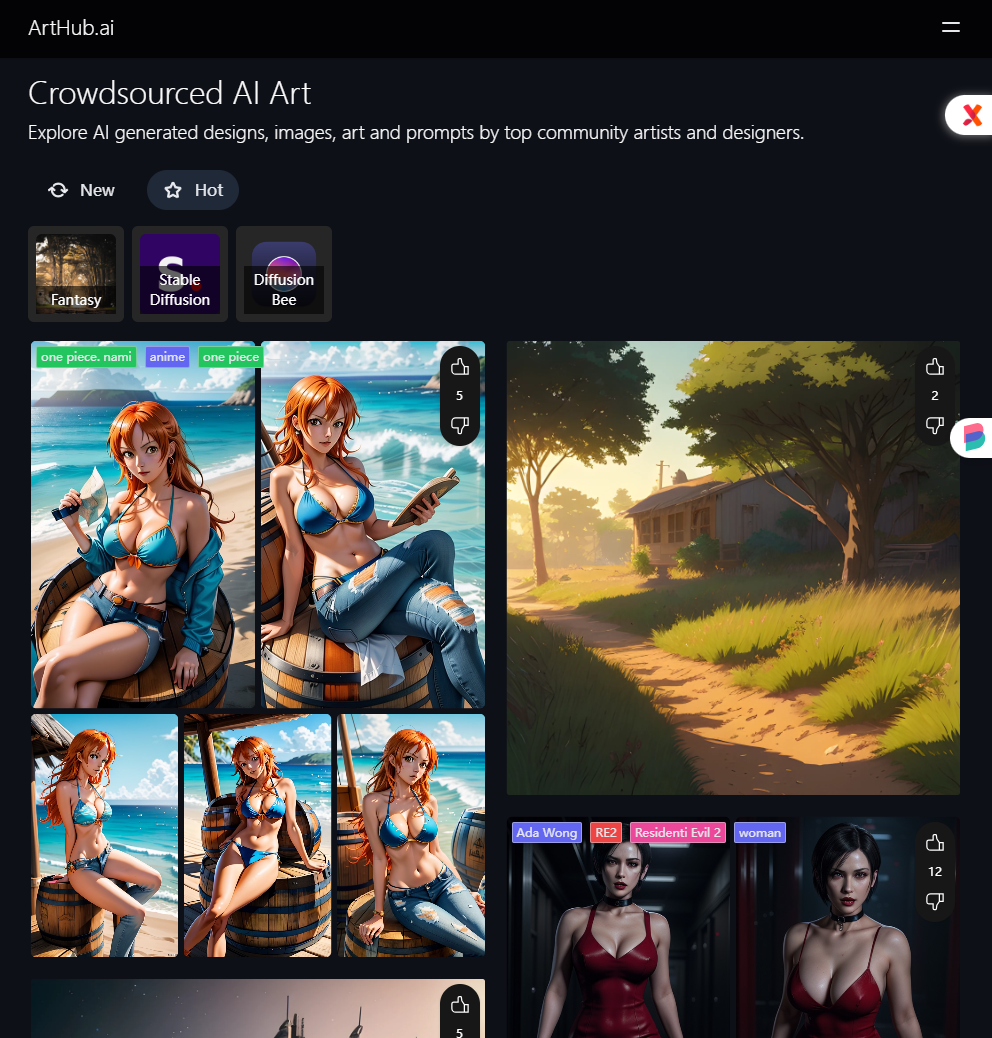 ArtHub.ai
Crowdsourced AI Art
Explore AI generated designs, images, art and prompts by top community artists and designers.
New
Hot
Fantasy
S.
Stable
Diffusion
Diffusion
Bee
one piece. nami
anime
one piece
5
2
Ada Wong
RE2
Residenti Evil 2
woman
12
5